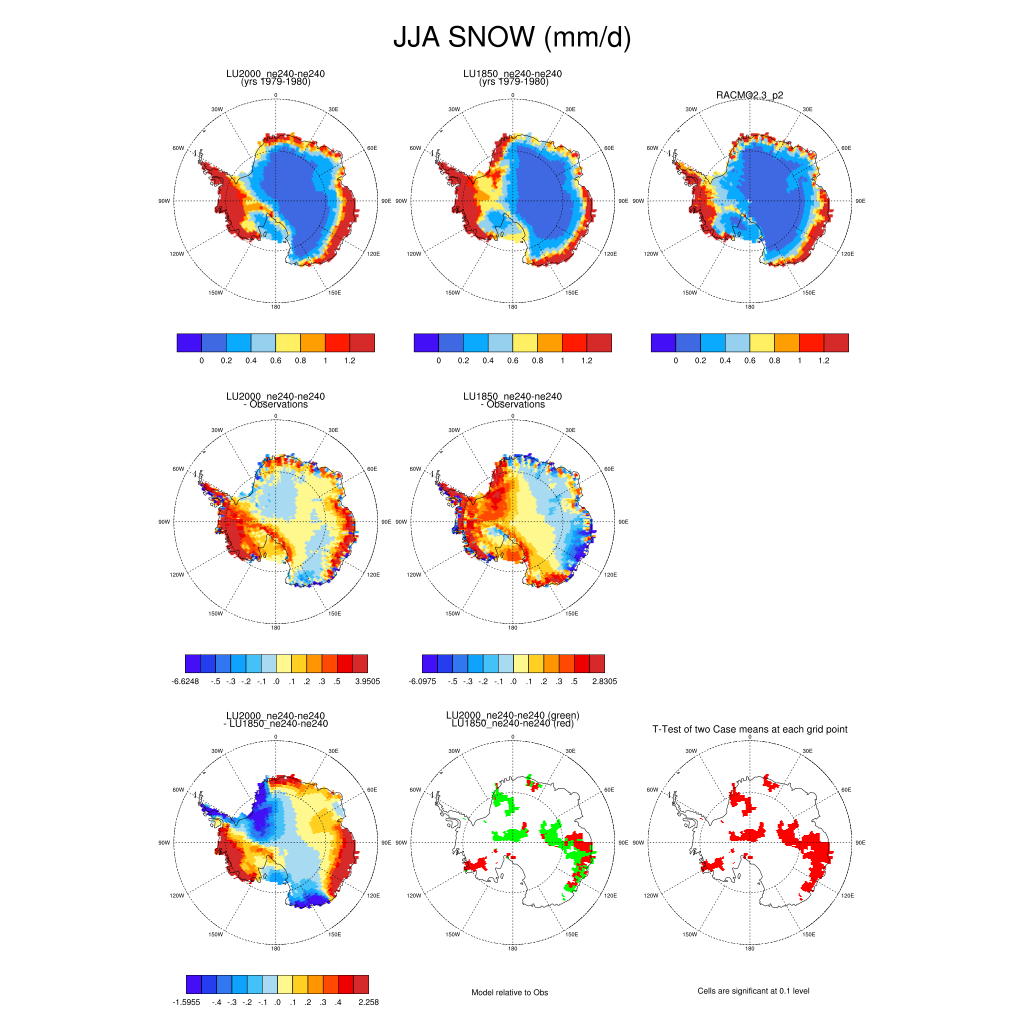 JJA SNOW (mm/d)
LU2000_ne240-ne240
(yrs 1979-1980)
LU1850_ne240-ne240
(yrs 1979-1980)
RACMO2.3_p2
0
30W
30E
60W
60E
90W
90E
120W
120E
150W
150E
180
0
30W
30E
60W
60E
90W
90E
120W
120E
150W
150E
180
0
30W
30E
60W
60E
90W
90E
120W
120E
150W
150E
180
0 0.2 0.4 0.6 0.8 1 1.2
0 0.2 0.4 0.6 0.8 1 1.2
0 0.2 0.4 0.6 0.8 1 1.2
LU2000_ne240-ne240
- Observations
LU1850_ne240-ne240
- Observations
0
30W
30E
60W
60E
90W
90E
120W
120E
150W
150E
180
0
30W
30E
60W
60E
90W
90E
120W
120E
150W
150E
180
-6.6248 -.5 -.3 -.2 -.1 .0 .1 .2 .3 .5 3.9505
-6.0975 -.5 -.3 -.2 -.1 .0 .1 .2 .3 .5 2.8305
LU2000_ne240-ne240
- LU1850_ne240-ne240
LU2000_ne240-ne240 (green)
LU1850_ne240-ne240 (red)
T-Test of two Case means at each grid point
0
30W
30E
60W
60E
90W
90E
120W
120E
150W
150E
180
0
30W
30E
60W
60E
90W
90E
120W
120E
150W
150E
180
0
30W
30E
60W
60E
90W
90E
120W
120E
150W
150E
180
-1.5955 -.4 -.3 -.2 -.1 .0 .1 .2 .3 .4 2.258
Model relative to Obs
Cells are significant at 0.1 level